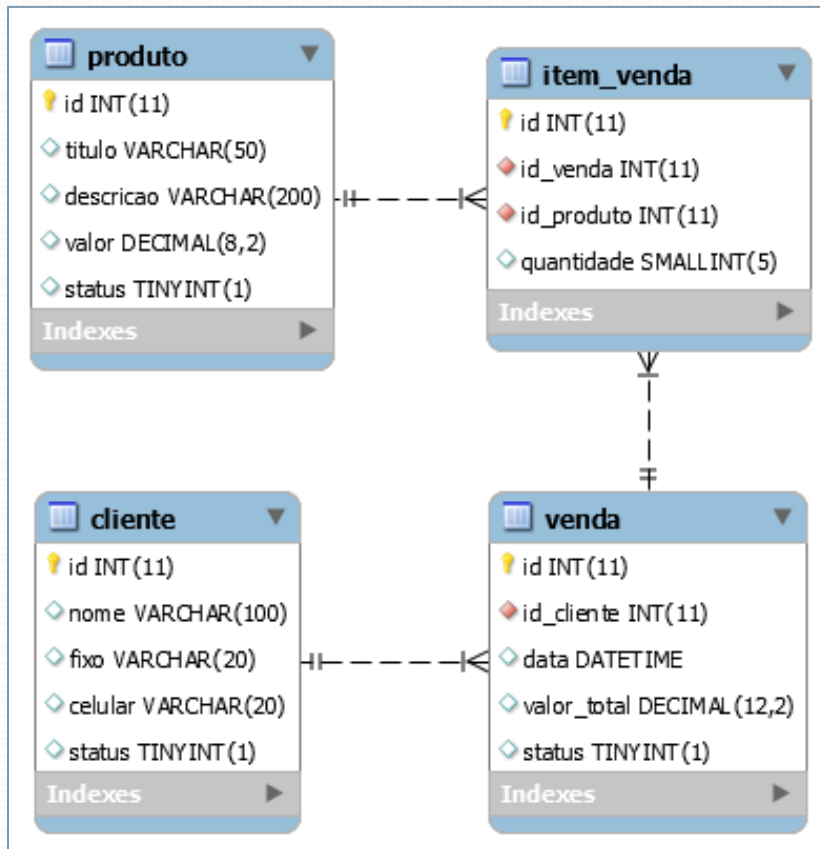 produto
id INT(11)
titulo VARCHAR(50)
descricao VARCHAR(200)
valor DECIMAL(8,2)
status TINYINT(1)
Indexes
item_venda
id INT(11)
id_venda INT(11)
id_produto INT(11)
quantidade SMALLINT(5)
Indexes
cliente
id INT(11)
nome VARCHAR(100)
fixo VARCHAR(20)
celular VARCHAR(20)
status TINYINT(1)
Indexes
venda
id INT(11)
id_cliente INT(11)
data DATETIME
valor_total DECIMAL(12,2)
status TINYINT(1)
Indexes